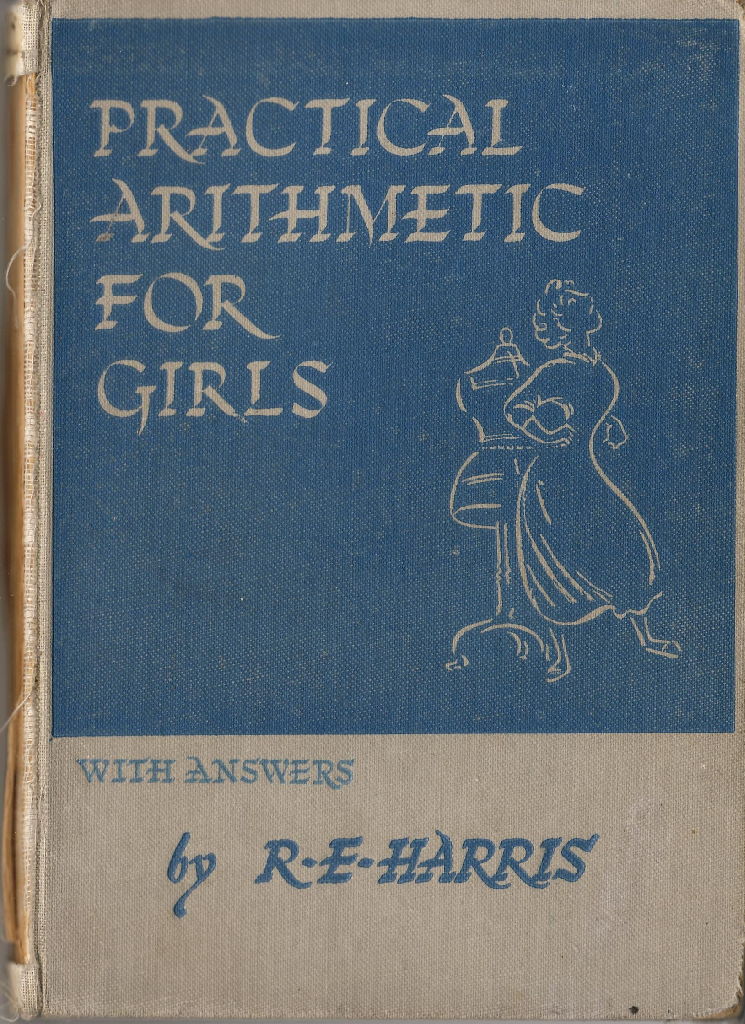 PRACTICAL
ARITHMETIC
FOR
GIRLS
WITH ANSWERS
by R·E·HARRIS